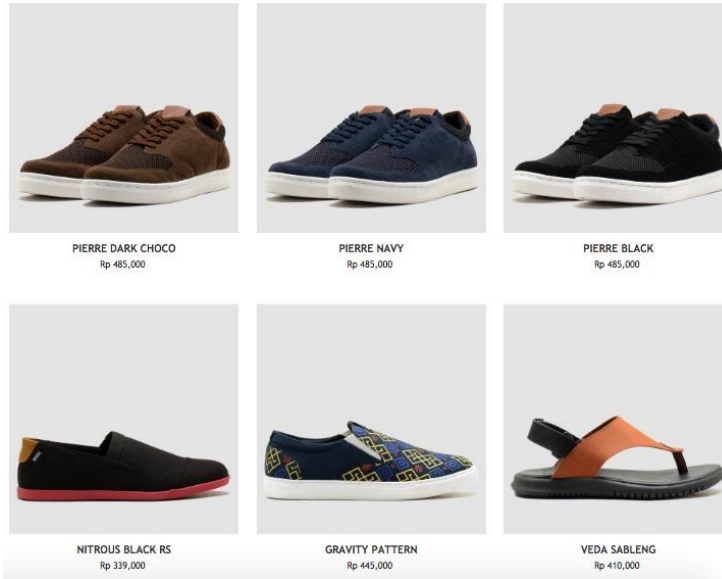 PIERRE DARK CHOCO
Rp 485,000
PIERRE NAVY
Rp 485,000
PIERRE BLACK
Rp 485,000
NITROUS BLACK RS
Rp 339,000
GRAVITY PATTERN
Rp 445,000
VEDA SABLENG
Rp 410,000